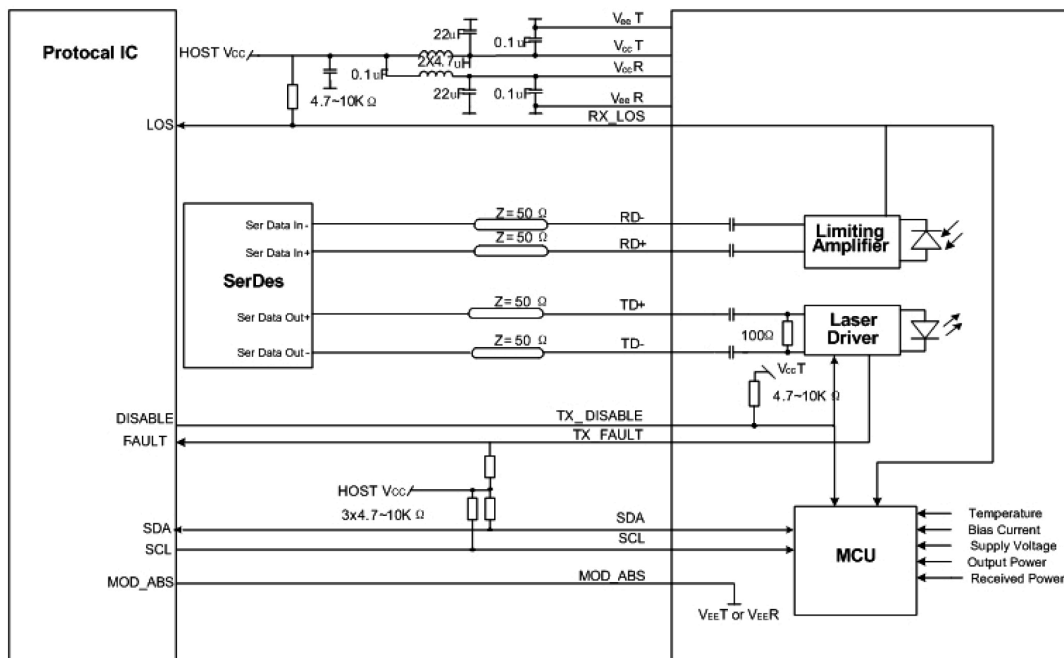 Protocal IC
HOST Vcc
22uF
0.1uF
Vee T
Vcc T
2X4.7uH
0.1uF
4.7~10K Ω
22uF
0.1uF
Vcc R
Vee R
LOS
RX_LOS
SerDes
Ser Data In -
Z= 50 Ω
RD-
Ser Data In+
Z= 50 Ω
RD+
Limiting
Amplifier
Ser Data Out+
Z= 50 Ω
TD+
Ser Data Out -
Z= 50 Ω
TD-
100Ω
Laser
Driver
VccT
4.7~10K Ω
DISABLE
TX_DISABLE
FAULT
TX_FAULT
HOST Vcc
3x4.7~10K Ω
SDA
SDA
SCL
SCL
MOD_ABS
MOD_ABS
VEET or VEER
MCU
Temperature
Bias Current
Supply Voltage
Output Power
Received Power